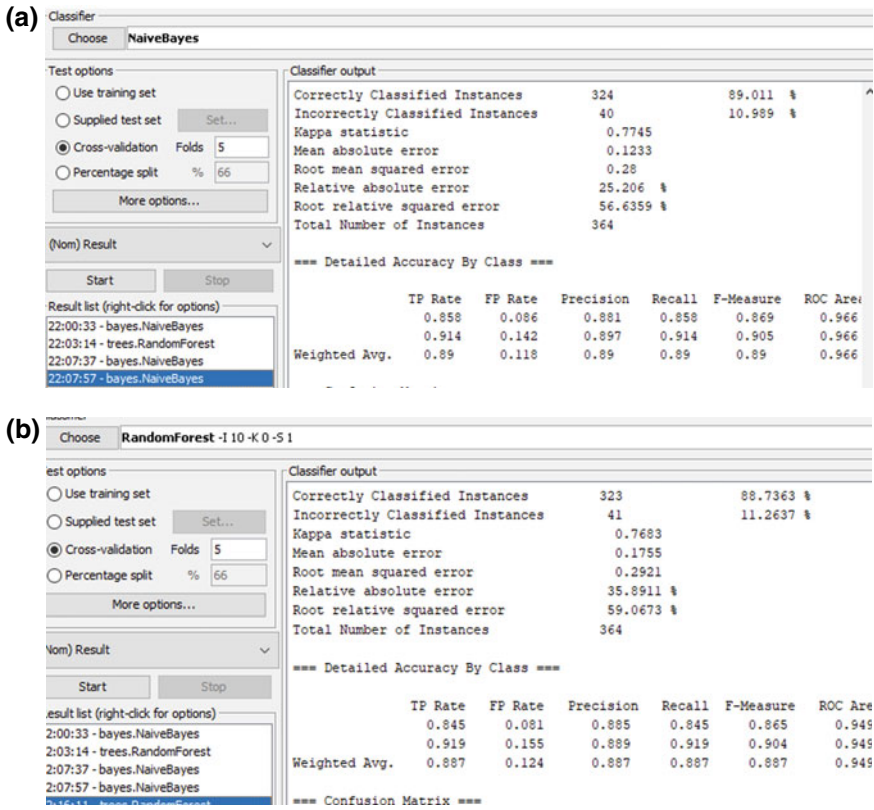 (a)
Classifier
Choose NaiveBayes
Test options
Use training set
Supplied test set Set...
Cross-validation Folds 5
Percentage split % 66
More options...
(Nom) Result
Start Stop
Result list (right-click for options)
22:00:33 - bayes.NaiveBayes
22:03:14 - trees.RandomForest
22:07:37 - bayes.NaiveBayes
22:07:57 - bayes.NaiveBayes
Classifier output
Correctly Classified Instances 324 89.011 %
Incorrectly Classified Instances 40 10.989 %
Kappa statistic 0.7745
Mean absolute error 0.1233
Root mean squared error 0.28
Relative absolute error 25.206 %
Root relative squared error 56.6359 %
Total Number of Instances 364
=== Detailed Accuracy By Class ===
TP Rate FP Rate Precision Recall F-Measure ROC Area
0.858 0.086 0.881 0.858 0.869 0.966
0.914 0.142 0.897 0.914 0.905 0.966
Weighted Avg. 0.89 0.118 0.89 0.89 0.89 0.966
(b)
Choose RandomForest -I 10 -K 0 -S 1
est options
Use training set
Supplied test set Set...
Cross-validation Folds 5
Percentage split % 66
More options...
Nom) Result
Start Stop
esult list (right-click for options)
2:00:33 - bayes.NaiveBayes
2:03:14 - trees.RandomForest
2:07:37 - bayes.NaiveBayes
2:07:57 - bayes.NaiveBayes
2:16:11 - trees.RandomForest
Classifier output
Correctly Classified Instances 323 88.7363 %
Incorrectly Classified Instances 41 11.2637 %
Kappa statistic 0.7683
Mean absolute error 0.1755
Root mean squared error 0.2921
Relative absolute error 35.8911 %
Root relative squared error 59.0673 %
Total Number of Instances 364
=== Detailed Accuracy By Class ===
TP Rate FP Rate Precision Recall F-Measure ROC Are
0.845 0.081 0.885 0.845 0.865 0.949
0.919 0.155 0.889 0.919 0.904 0.949
Weighted Avg. 0.887 0.124 0.887 0.887 0.887 0.949
=== Confusion Matrix ===